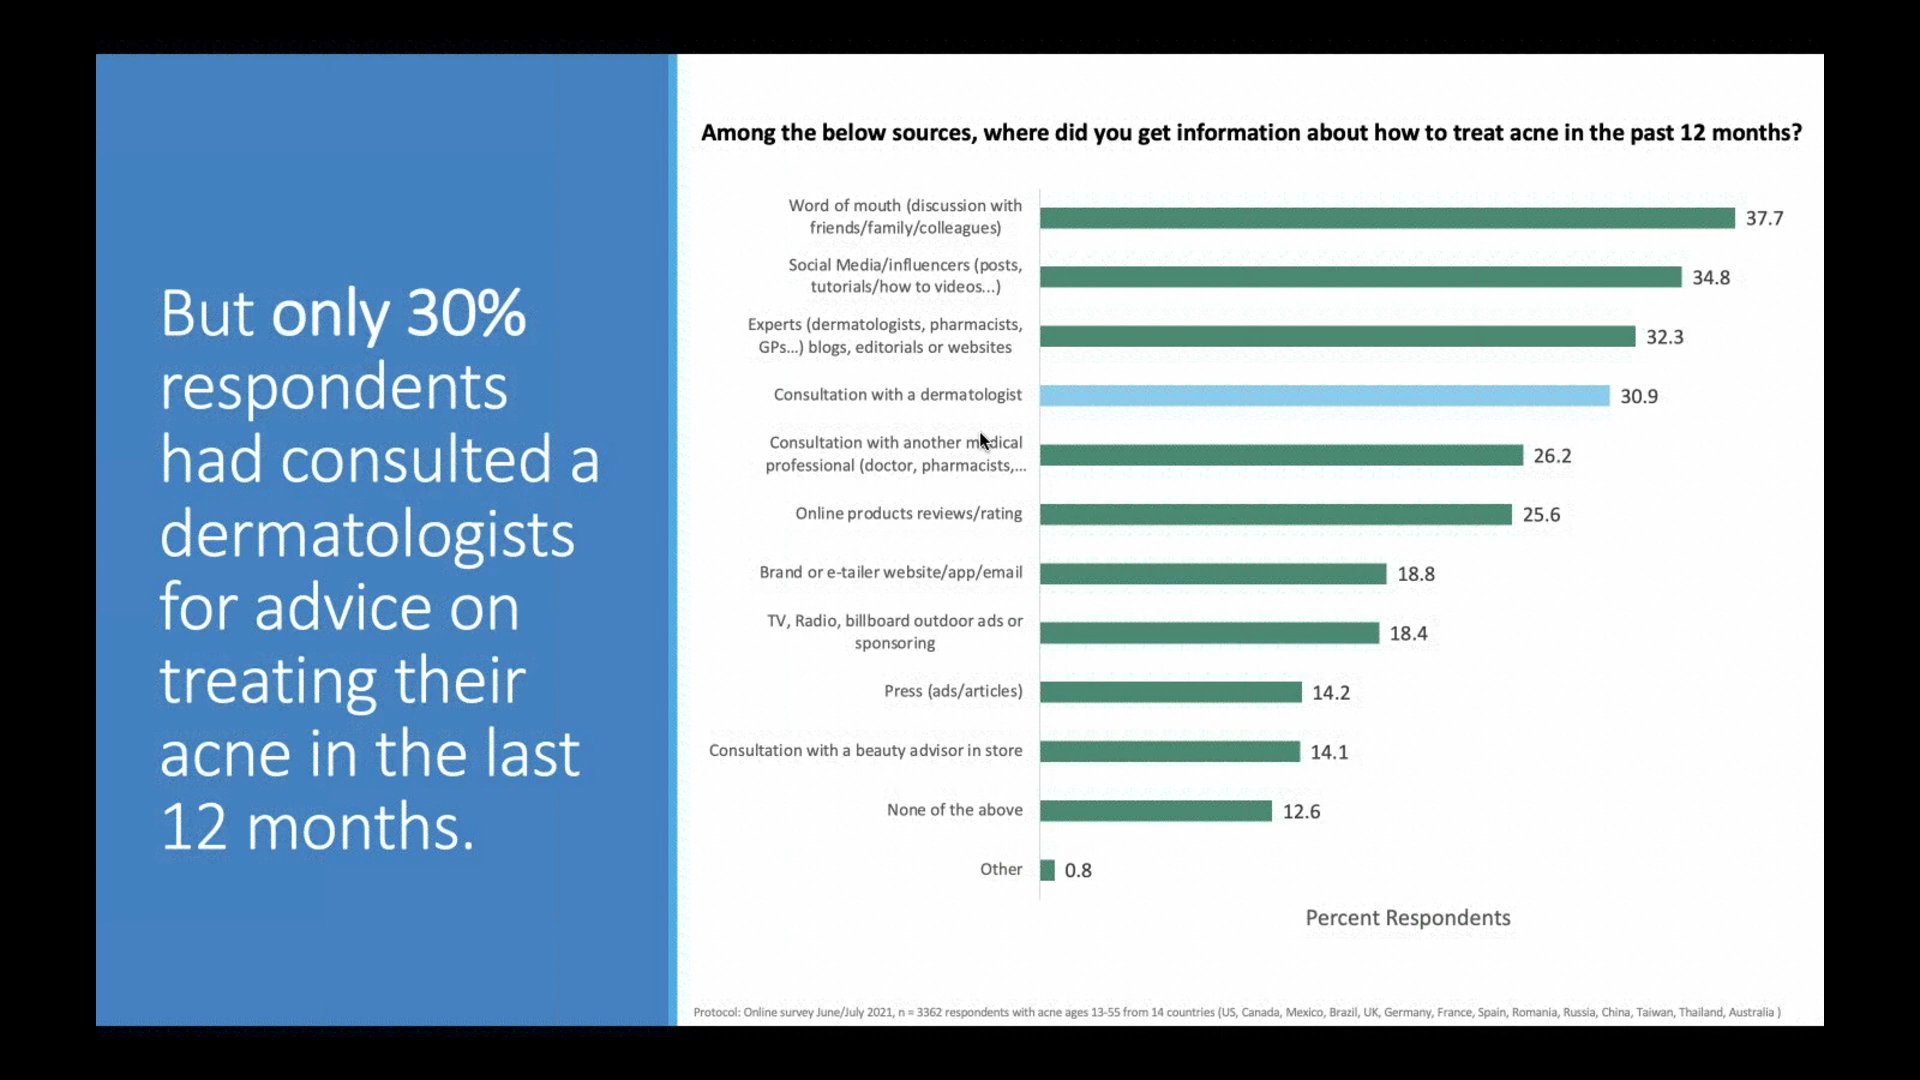 But only 30%
respondents
had consulted a
dermatologists
for advice on
treating their
acne in the last
12 months.
Among the below sources, where did you get information about how to treat acne in the past 12 months?
Word of mouth (discussion with
friends/family/colleagues)
37.7
Social Media/influencers (posts,
tutorials/how to videos...)
34.8
Experts (dermatologists, pharmacists,
GPs...) blogs, editorials or websites
32.3
Consultation with a dermatologist
30.9
Consultation with another medical
professional (doctor, pharmacists,...
26.2
Online products reviews/rating
25.6
Brand or e-tailer website/app/email
18.8
TV, Radio, billboard outdoor ads or
sponsoring
18.4
Press (ads/articles)
14.2
Consultation with a beauty advisor in store
14.1
None of the above
12.6
Other
0.8
Percent Respondents
Protocol: Online survey June/July 2021, n = 3362 respondents with acne ages 13-55 from 14 countries (US, Canada, Mexico, Brazil, UK, Germany, France, Spain, Romania, Russia, China, Taiwan, Thailand, Australia )